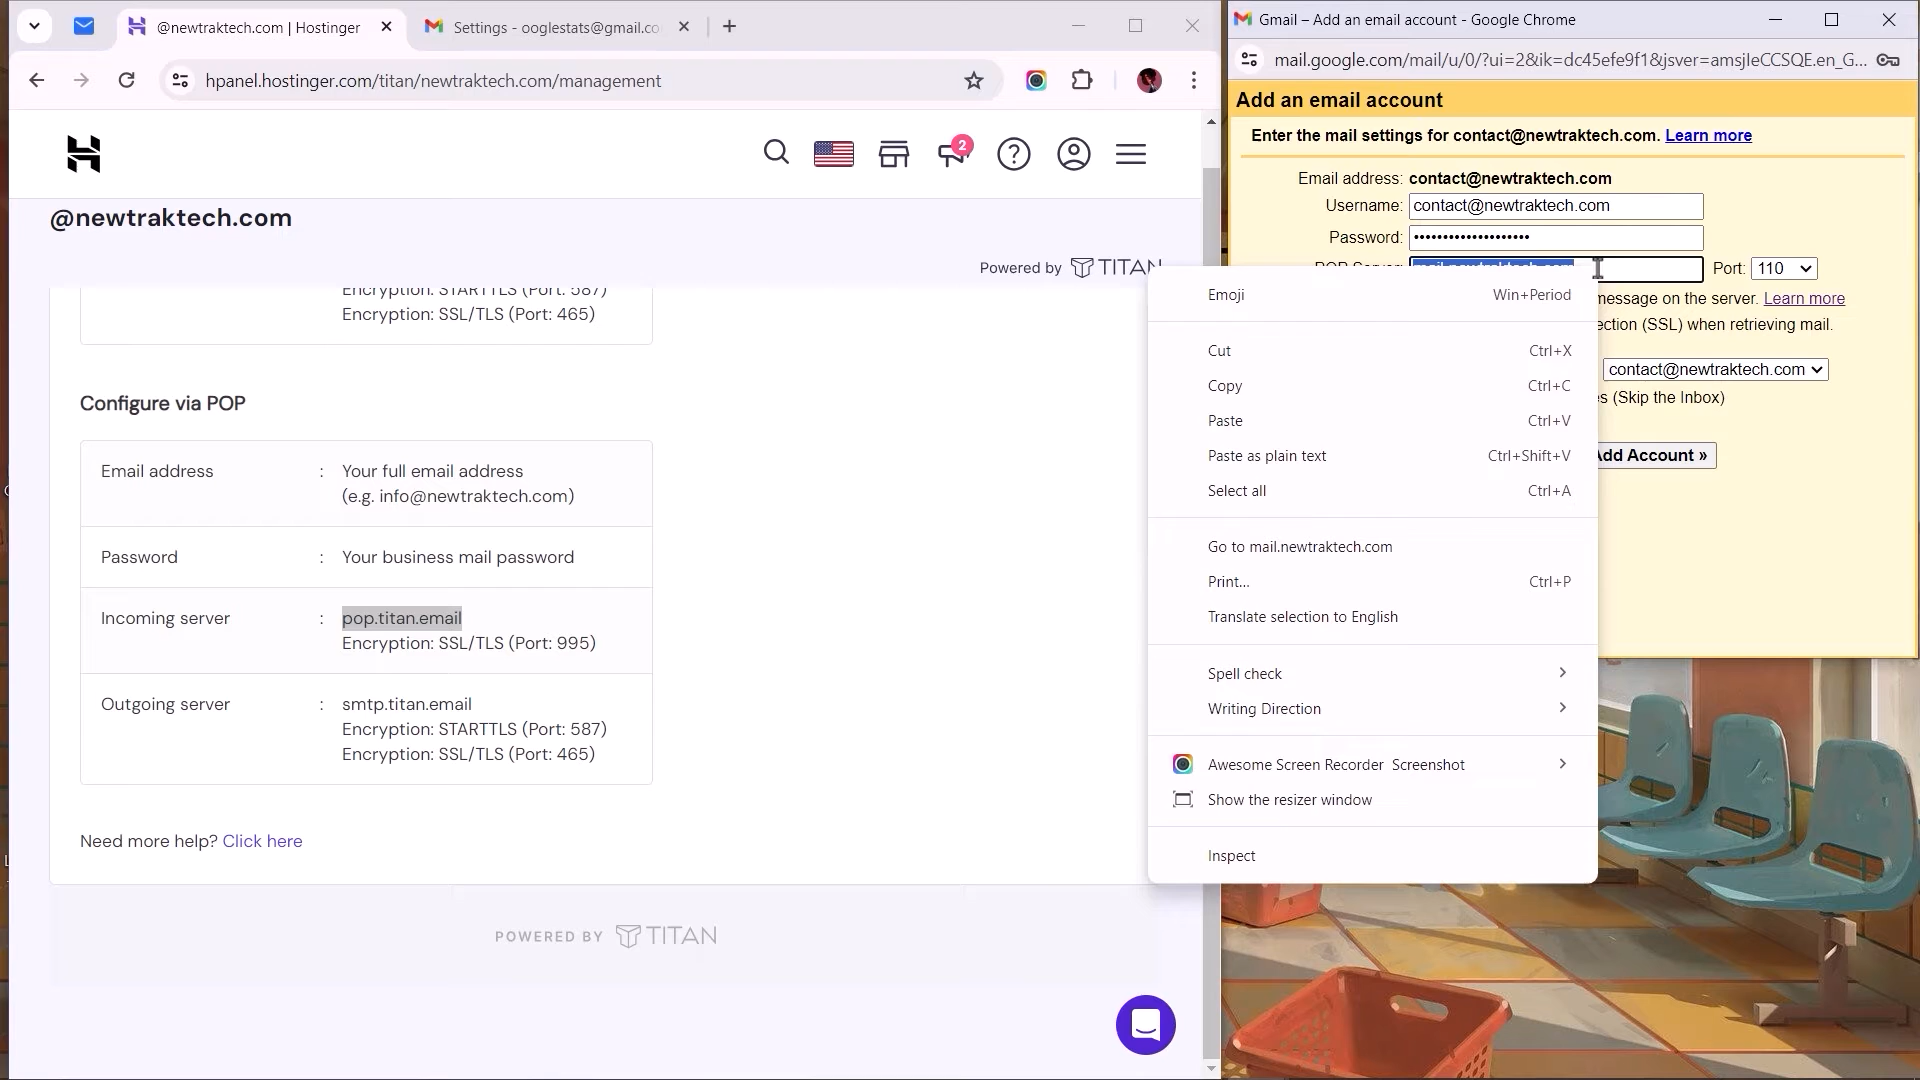 @newtraktech.com | Hostinger
Settings - ooglestats@gmail.co
hpanel.hostinger.com/titan/newtraktech.com/management
2
@newtraktech.com
Powered by TITAN
Encryption: STARTTLS (Port: 587)
Encryption: SSL/TLS (Port: 465)
Configure via POP
Email address : Your full email address
(e.g. info@newtraktech.com)
Password : Your business mail password
Incoming server : pop.titan.email
Encryption: SSL/TLS (Port: 995)
Outgoing server : smtp.titan.email
Encryption: STARTTLS (Port: 587)
Encryption: SSL/TLS (Port: 465)
Need more help? Click here
POWERED BY TITAN
Gmail – Add an email account - Google Chrome
mail.google.com/mail/u/0/?ui=2&ik=dc45efe9f1&jsver=amsjIeCCSQE.en_G...
Add an email account
Enter the mail settings for contact@newtraktech.com. Learn more
Email address: contact@newtraktech.com
Username: contact@newtraktech.com
Password: ••••••••••••••••••••
POP Server: mail.newtraktech.com Port: 110
message on the server. Learn more
ection (SSL) when retrieving mail.
contact@newtraktech.com
s (Skip the Inbox)
Add Account »
Emoji Win+Period
Cut Ctrl+X
Copy Ctrl+C
Paste Ctrl+V
Paste as plain text Ctrl+Shift+V
Select all Ctrl+A
Go to mail.newtraktech.com
Print... Ctrl+P
Translate selection to English
Spell check
Writing Direction
Awesome Screen Recorder Screenshot
Show the resizer window
Inspect